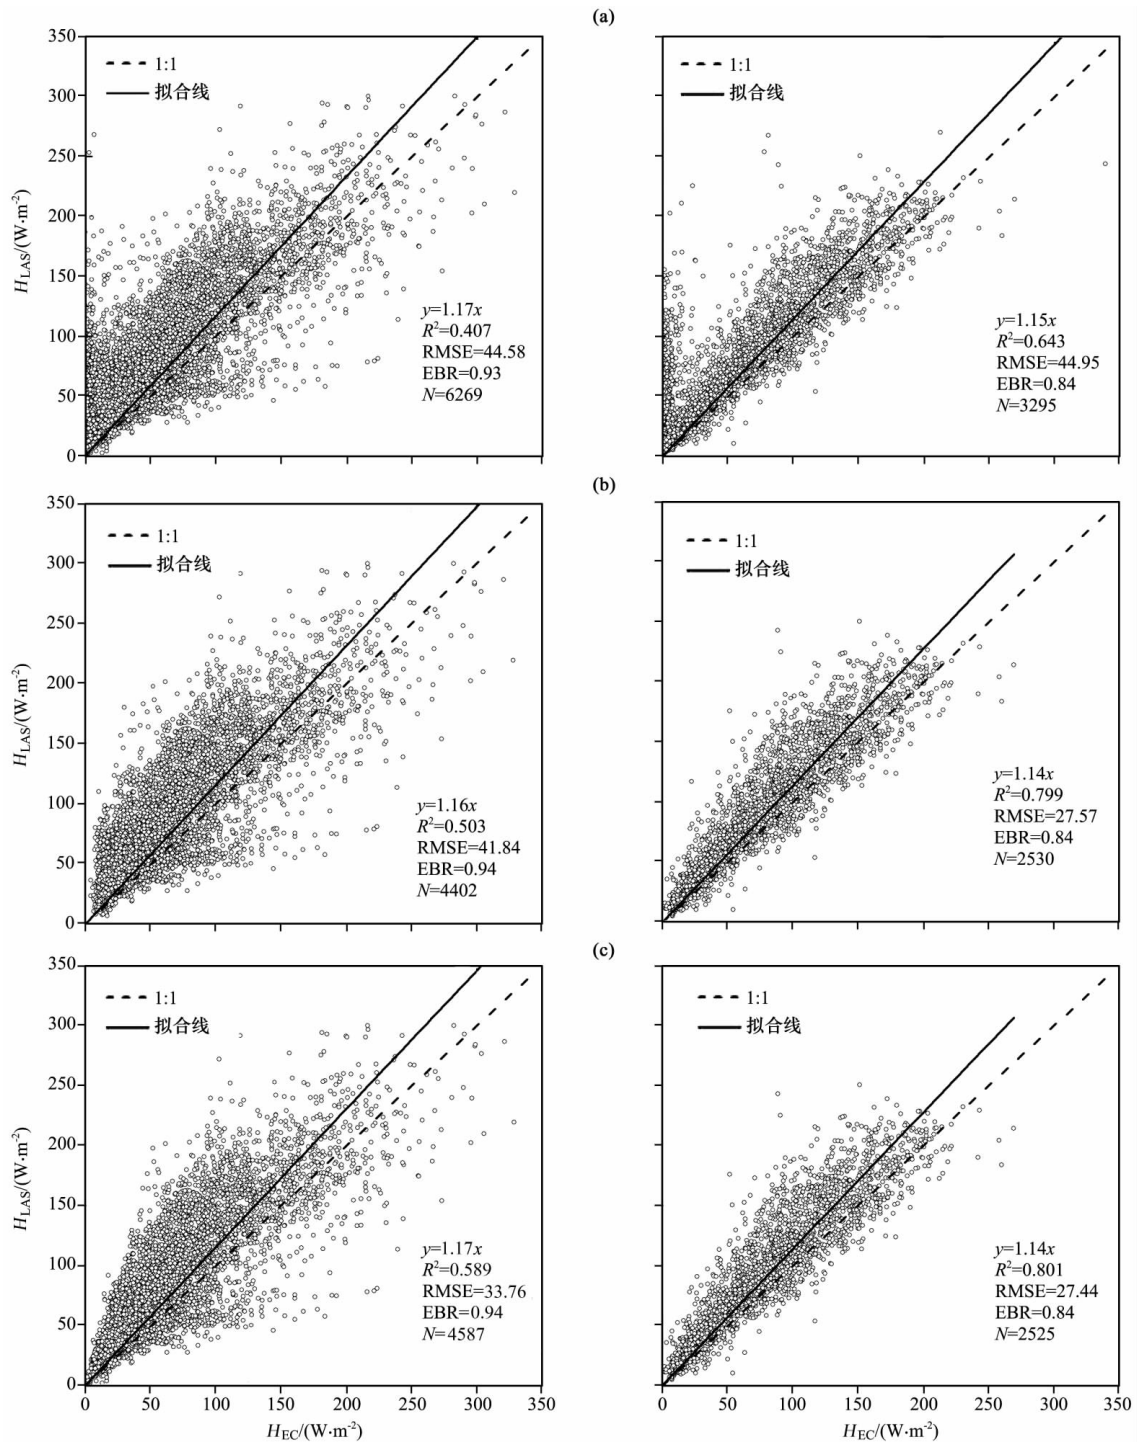 (a)
350
300
250
200
150
100
50
0
H_LAS/(W·m⁻²)
1:1
拟合线
y=1.17x
R²=0.407
RMSE=44.58
EBR=0.93
N=6269
1:1
拟合线
y=1.15x
R²=0.643
RMSE=44.95
EBR=0.84
N=3295
(b)
350
300
250
200
150
100
50
0
H_LAS/(W·m⁻²)
1:1
拟合线
y=1.16x
R²=0.503
RMSE=41.84
EBR=0.94
N=4402
1:1
拟合线
y=1.14x
R²=0.799
RMSE=27.57
EBR=0.84
N=2530
(c)
350
300
250
200
150
100
50
0
H_LAS/(W·m⁻²)
1:1
拟合线
y=1.17x
R²=0.589
RMSE=33.76
EBR=0.94
N=4587
0 50 100 150 200 250 300 350
H_EC/(W·m⁻²)
1:1
拟合线
y=1.14x
R²=0.801
RMSE=27.44
EBR=0.84
N=2525
0 50 100 150 200 250 300 350
H_EC/(W·m⁻²)